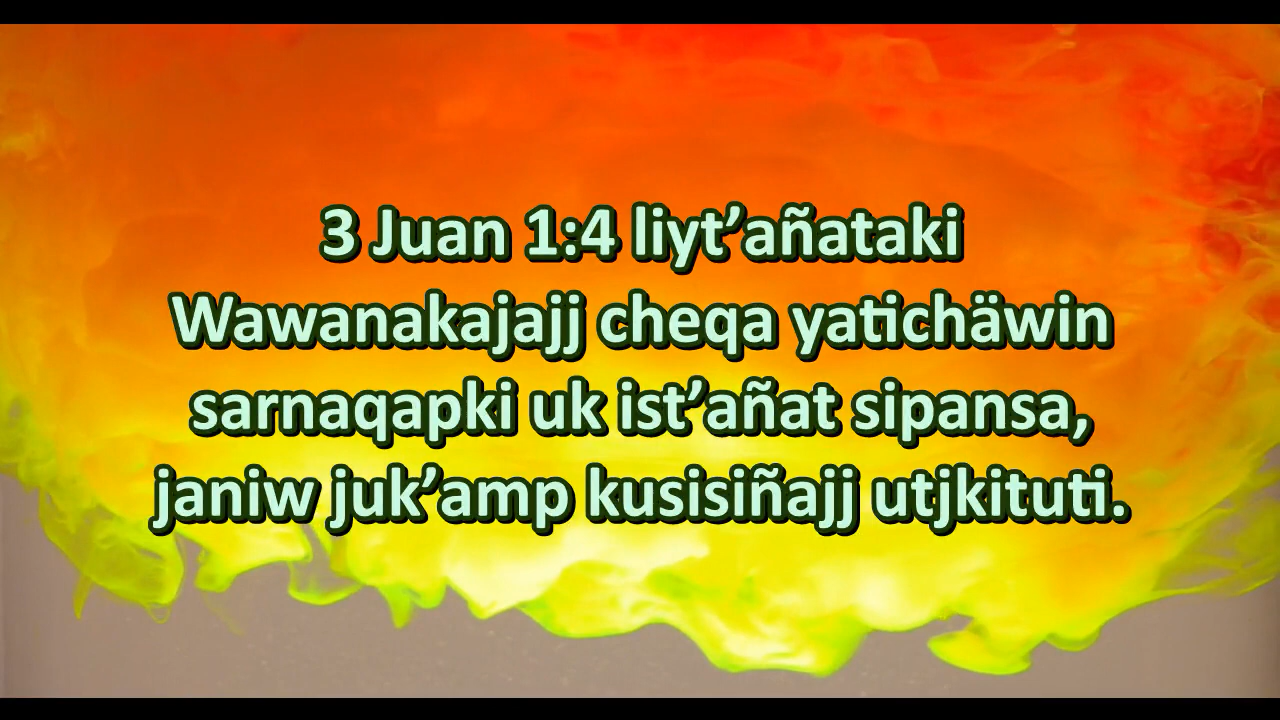 3 Juan 1:4 liyt’añataki
Wawanakajajj cheqa yatichäwin
sarnaqapki uk ist’añat sipansa,
janiw juk’amp kusisiñajj utjkituti.